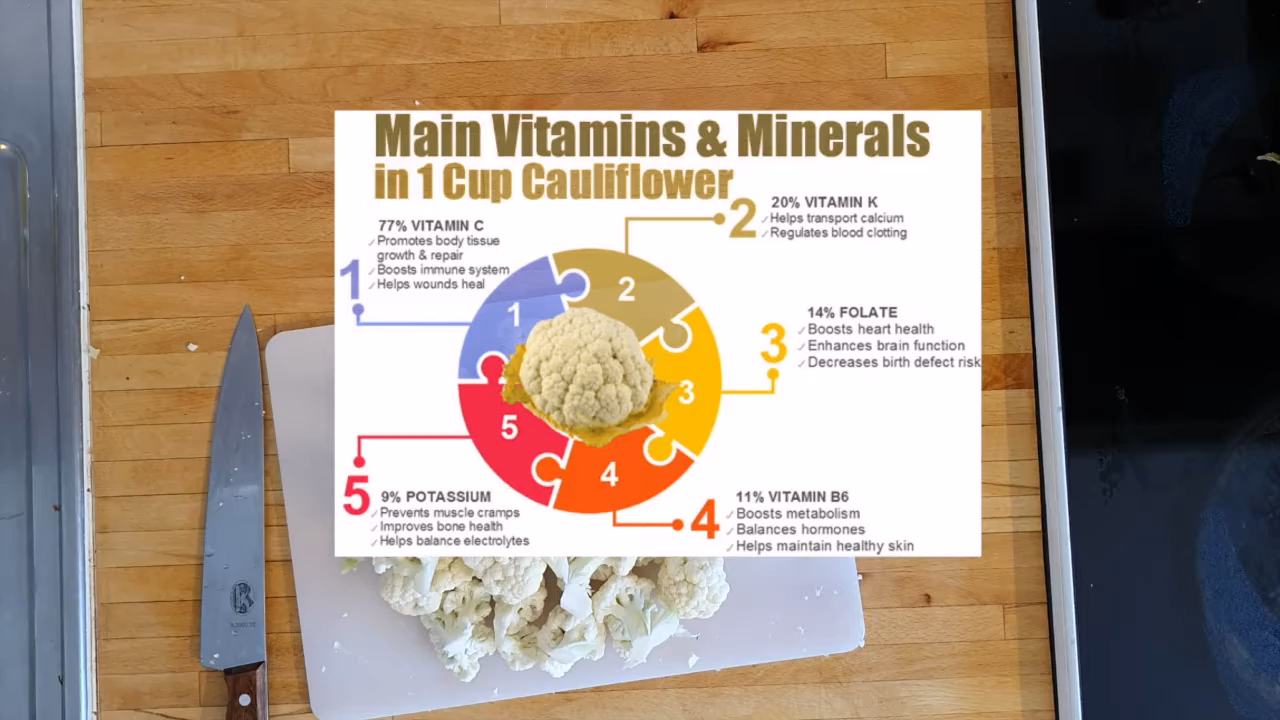 Main Vitamins & Minerals
in 1 Cup Cauliflower
1
77% VITAMIN C
Promotes body tissue
growth & repair
Boosts immune system
Helps wounds heal
2
20% VITAMIN K
Helps transport calcium
Regulates blood clotting
3
14% FOLATE
Boosts heart health
Enhances brain function
Decreases birth defect risk
4
11% VITAMIN B6
Boosts metabolism
Balances hormones
Helps maintain healthy skin
5
9% POTASSIUM
Prevents muscle cramps
Improves bone health
Helps balance electrolytes
1
2
3
4
5